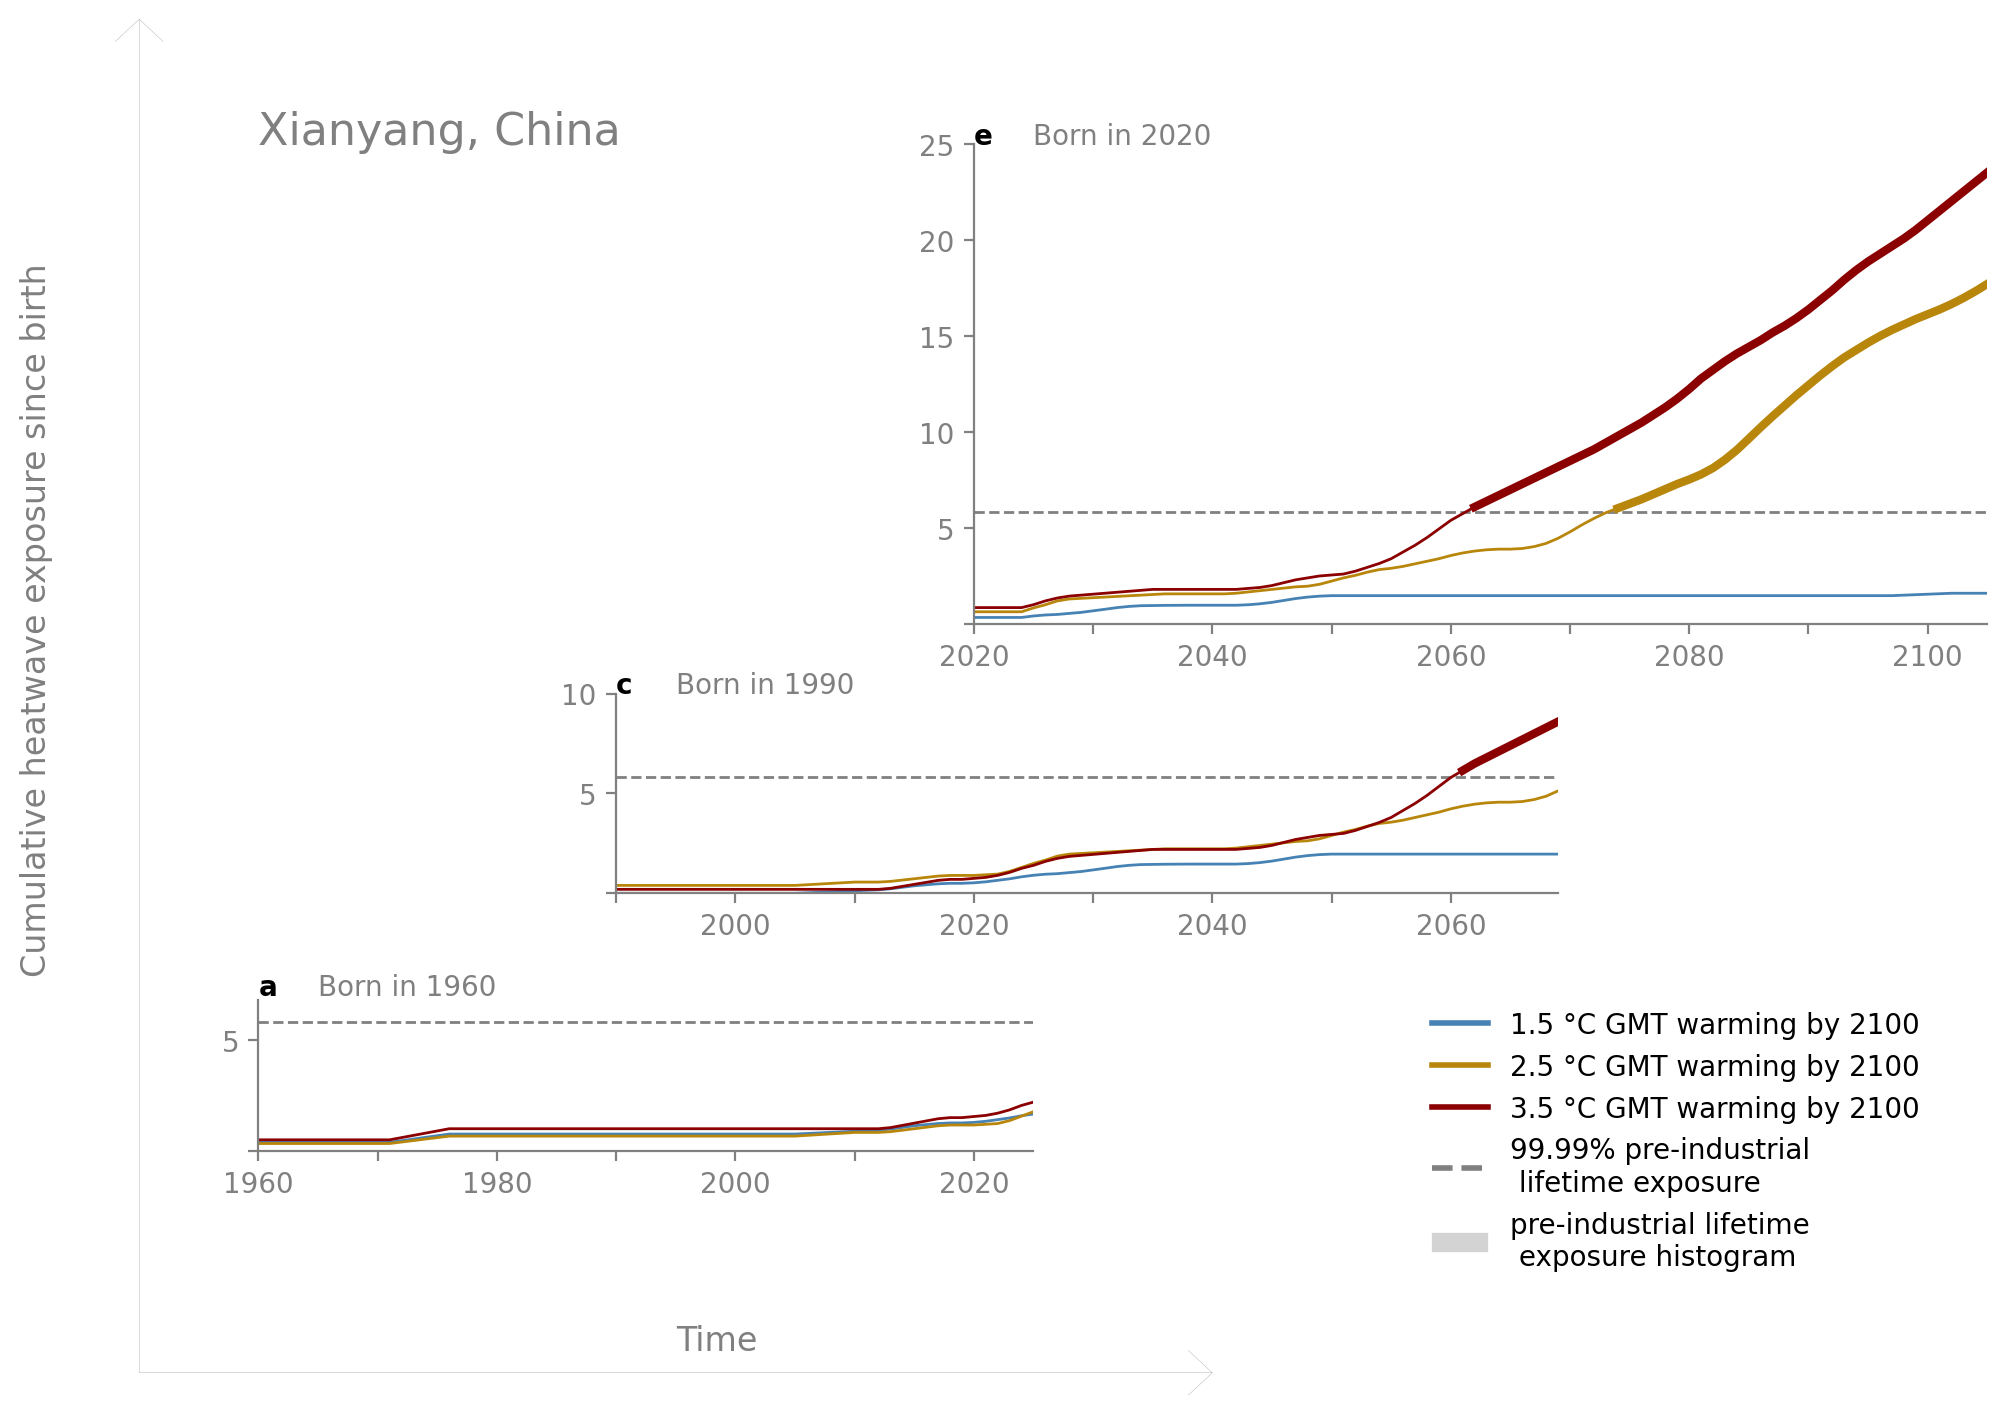 Xianyang, China
Cumulative heatwave exposure since birth
e Born in 2020
25
20
15
10
5
2020 2040 2060 2080 2100
c Born in 1990
10
5
2000 2020 2040 2060
a Born in 1960
5
1960 1980 2000 2020
1.5 °C GMT warming by 2100
2.5 °C GMT warming by 2100
3.5 °C GMT warming by 2100
99.99% pre-industrial
lifetime exposure
pre-industrial lifetime
exposure histogram
Time